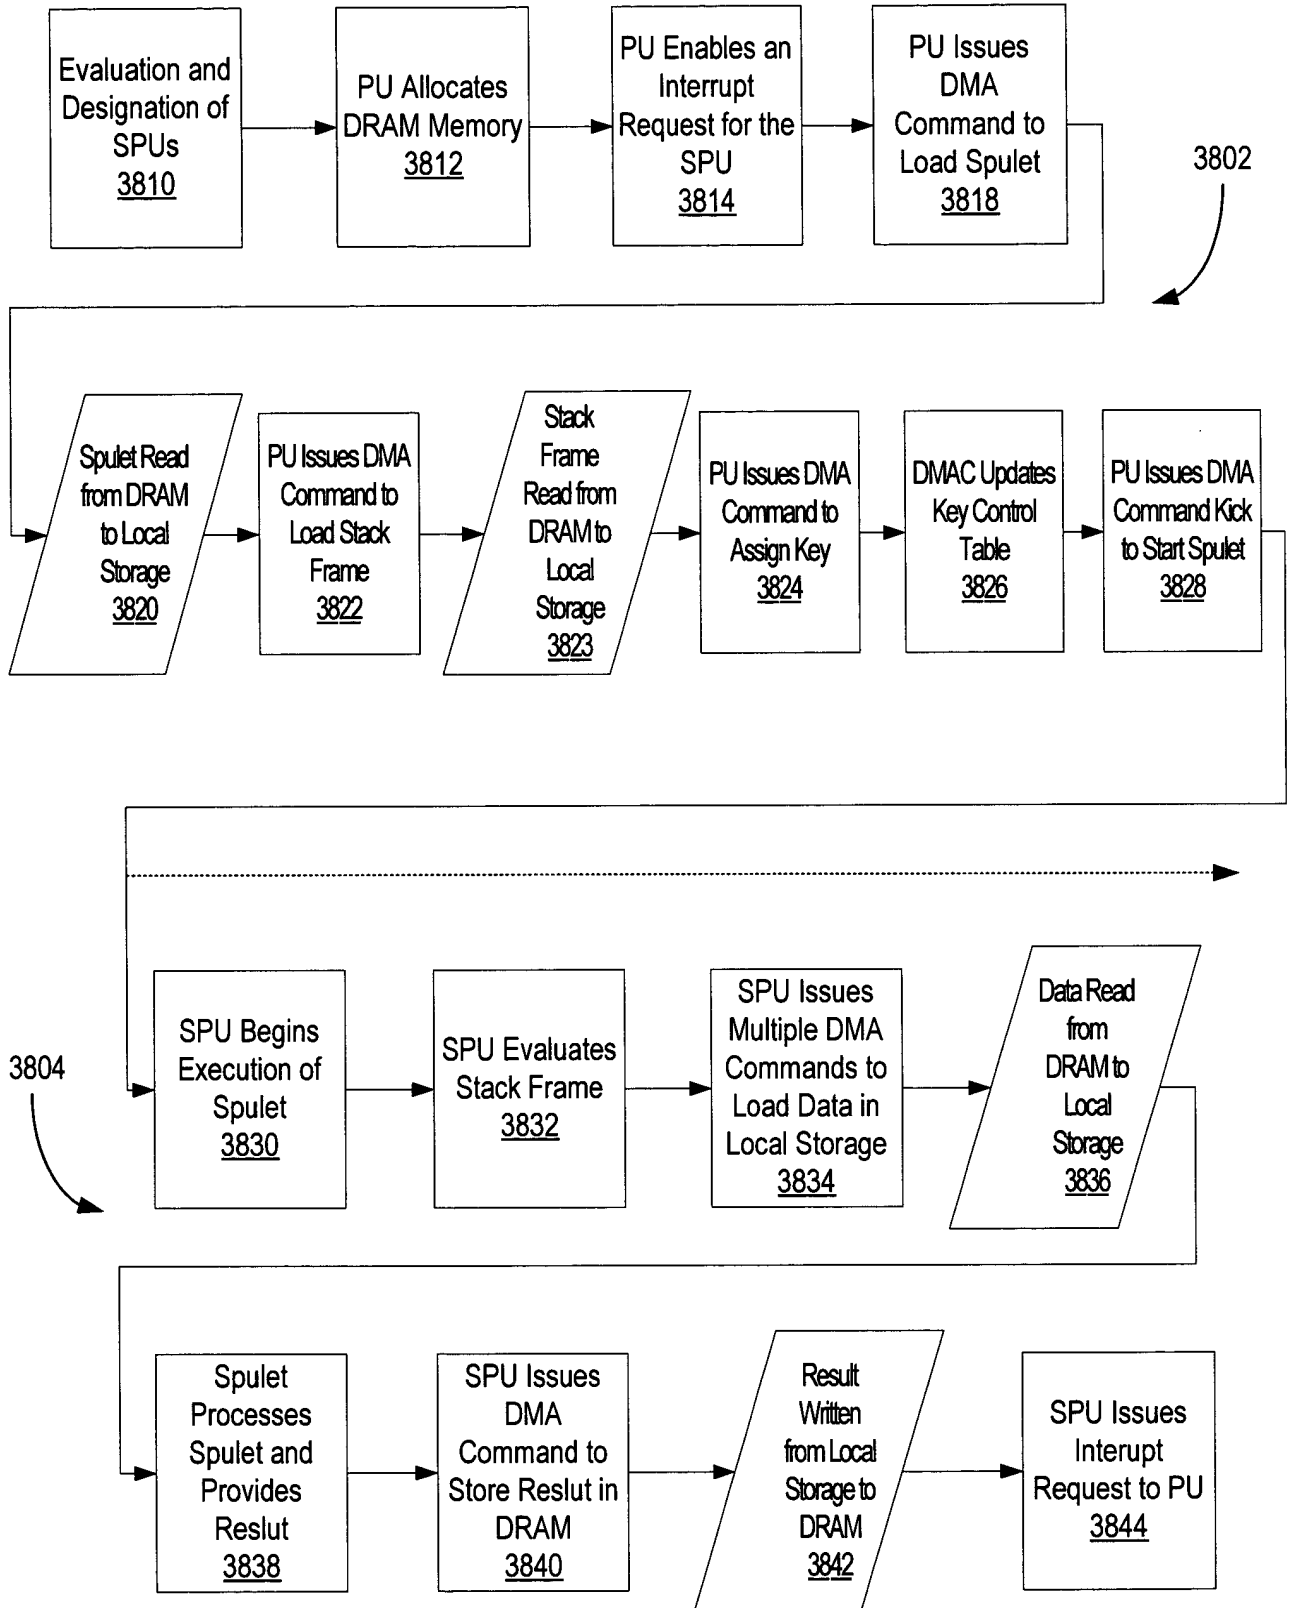 Evaluation and
Designation of
SPUs
3810
PU Allocates
DRAM Memory
3812
PU Enables an
Interrupt
Request for the
SPU
3814
PU Issues
DMA
Command to
Load Spulet
3818
3802
Spulet Read
from DRAM
to Local
Storage
3820
PU Issues DMA
Command to
Load Stack
Frame
3822
Stack
Frame
Read from
DRAM to
Local
Storage
3823
PU Issues DMA
Command to
Assign Key
3824
DMAC Updates
Key Control
Table
3826
PU Issues DMA
Command Kick
to Start Spulet
3828
3804
SPU Begins
Execution of
Spulet
3830
SPU Evaluates
Stack Frame
3832
SPU Issues
Multiple DMA
Commands to
Load Data in
Local Storage
3834
Data Read
from
DRAM to
Local
Storage
3836
Spulet
Processes
Spulet and
Provides
Reslut
3838
SPU Issues
DMA
Command to
Store Reslut in
DRAM
3840
Result
Written
from Local
Storage to
DRAM
3842
SPU Issues
Interupt
Request to PU
3844